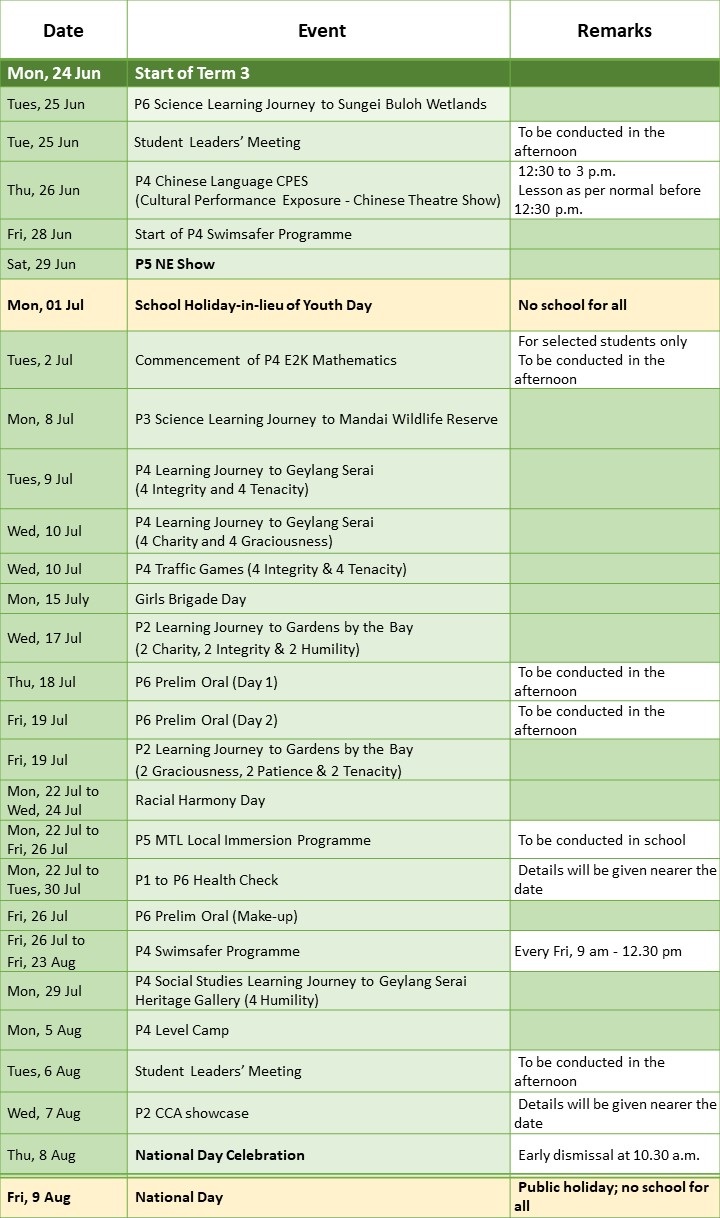 Date Event Remarks
Mon, 24 Jun Start of Term 3
Tues, 25 Jun P6 Science Learning Journey to Sungei Buloh Wetlands
Tue, 25 Jun Student Leaders’ Meeting To be conducted in the
afternoon
Thu, 26 Jun P4 Chinese Language CPES
(Cultural Performance Exposure - Chinese Theatre Show)
12:30 to 3 p.m.
Lesson as per normal before
12:30 p.m.
Fri, 28 Jun Start of P4 Swimsafer Programme
Sat, 29 Jun P5 NE Show
Mon, 01 Jul School Holiday-in-lieu of Youth Day No school for all
Tues, 2 Jul Commencement of P4 E2K Mathematics
For selected students only
To be conducted in the
afternoon
Mon, 8 Jul P3 Science Learning Journey to Mandai Wildlife Reserve
Tues, 9 Jul P4 Learning Journey to Geylang Serai
(4 Integrity and 4 Tenacity)
Wed, 10 Jul P4 Learning Journey to Geylang Serai
(4 Charity and 4 Graciousness)
Wed, 10 Jul P4 Traffic Games (4 Integrity & 4 Tenacity)
Mon, 15 July Girls Brigade Day
Wed, 17 Jul P2 Learning Journey to Gardens by the Bay
(2 Charity, 2 Integrity & 2 Humility)
Thu, 18 Jul P6 Prelim Oral (Day 1) To be conducted in the
afternoon
Fri, 19 Jul P6 Prelim Oral (Day 2) To be conducted in the
afternoon
Fri, 19 Jul P2 Learning Journey to Gardens by the Bay
(2 Graciousness, 2 Patience & 2 Tenacity)
Mon, 22 Jul to
Wed, 24 Jul
Racial Harmony Day
Mon, 22 Jul to
Fri, 26 Jul
P5 MTL Local Immersion Programme To be conducted in school
Mon, 22 Jul to
Tues, 30 Jul
P1 to P6 Health Check
Details will be given nearer the
date
Fri, 26 Jul P6 Prelim Oral (Make-up)
Fri, 26 Jul to
Fri, 23 Aug
P4 Swimsafer Programme Every Fri, 9 am - 12.30 pm
Mon, 29 Jul P4 Social Studies Learning Journey to Geylang Serai
Heritage Gallery (4 Humility)
Mon, 5 Aug P4 Level Camp
Tues, 6 Aug Student Leaders’ Meeting To be conducted in the
afternoon
Wed, 7 Aug P2 CCA showcase Details will be given nearer the
date
Thu, 8 Aug National Day Celebration Early dismissal at 10.30 a.m.
Fri, 9 Aug National Day Public holiday; no school for
all